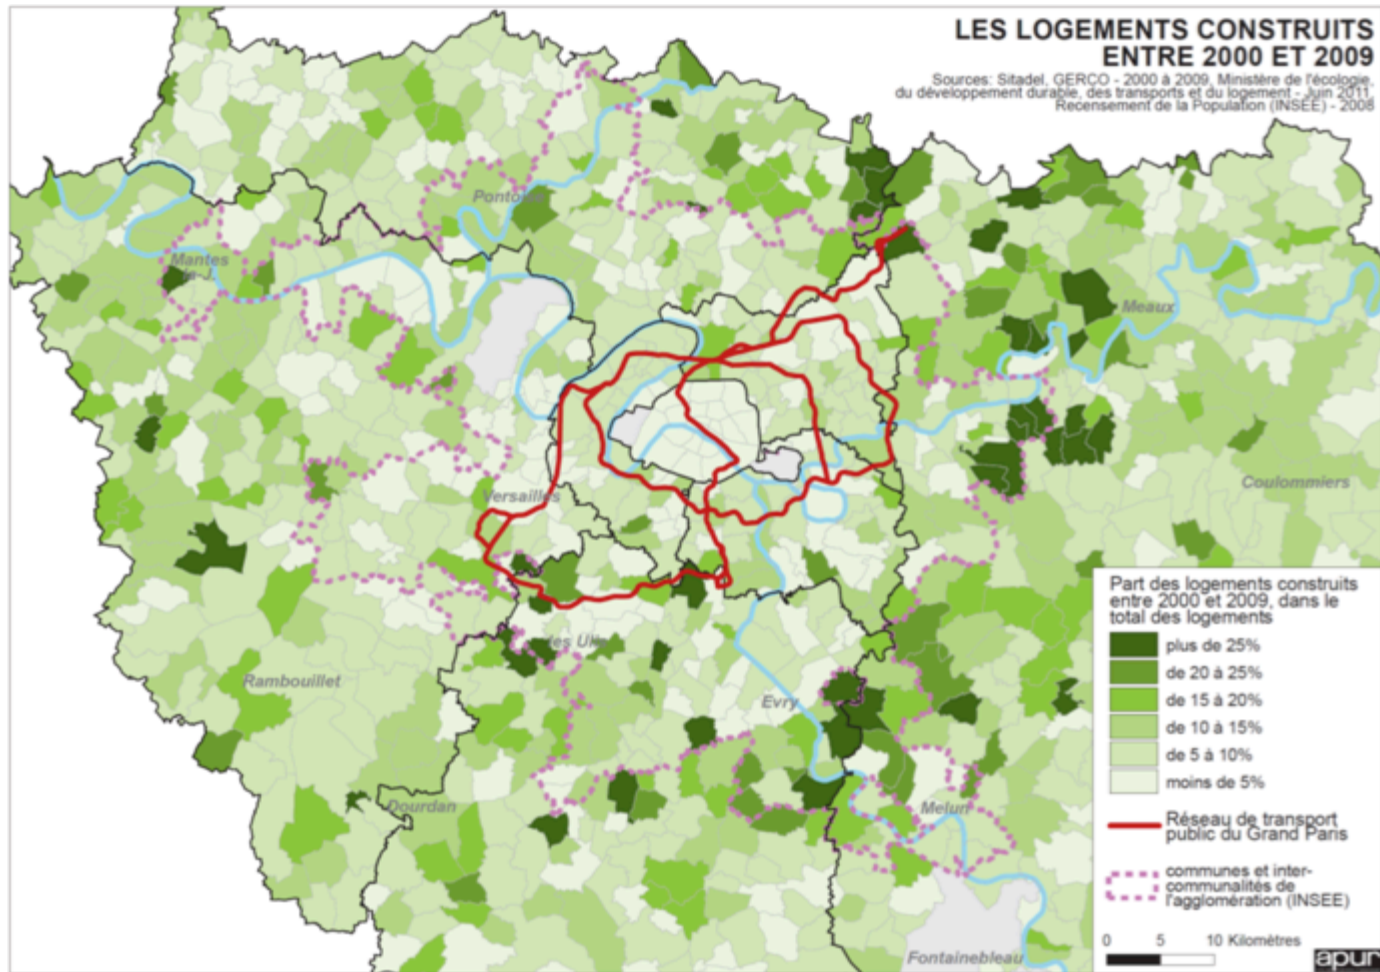 LES LOGEMENTS CONSTRUITS
ENTRE 2000 ET 2009
Sources: Sitadel, GERCO - 2000 à 2009, Ministère de l'écologie,
du développement durable, des transports et du logement - Juin 2011,
Recensement de la Population (INSEE) - 2008
Pontoise
Mantes
la-J.
Meaux
Versailles
Coulommiers
les Ulis
Rambouillet
Evry
Dourdan
Melun
Fontainebleau
Part des logements construits
entre 2000 et 2009, dans le
total des logements
plus de 25%
de 20 à 25%
de 15 à 20%
de 10 à 15%
de 5 à 10%
moins de 5%
Réseau de transport
public du Grand Paris
communes et inter-
communalités de
l'agglomération (INSEE)
0 5 10 Kilomètres
apur